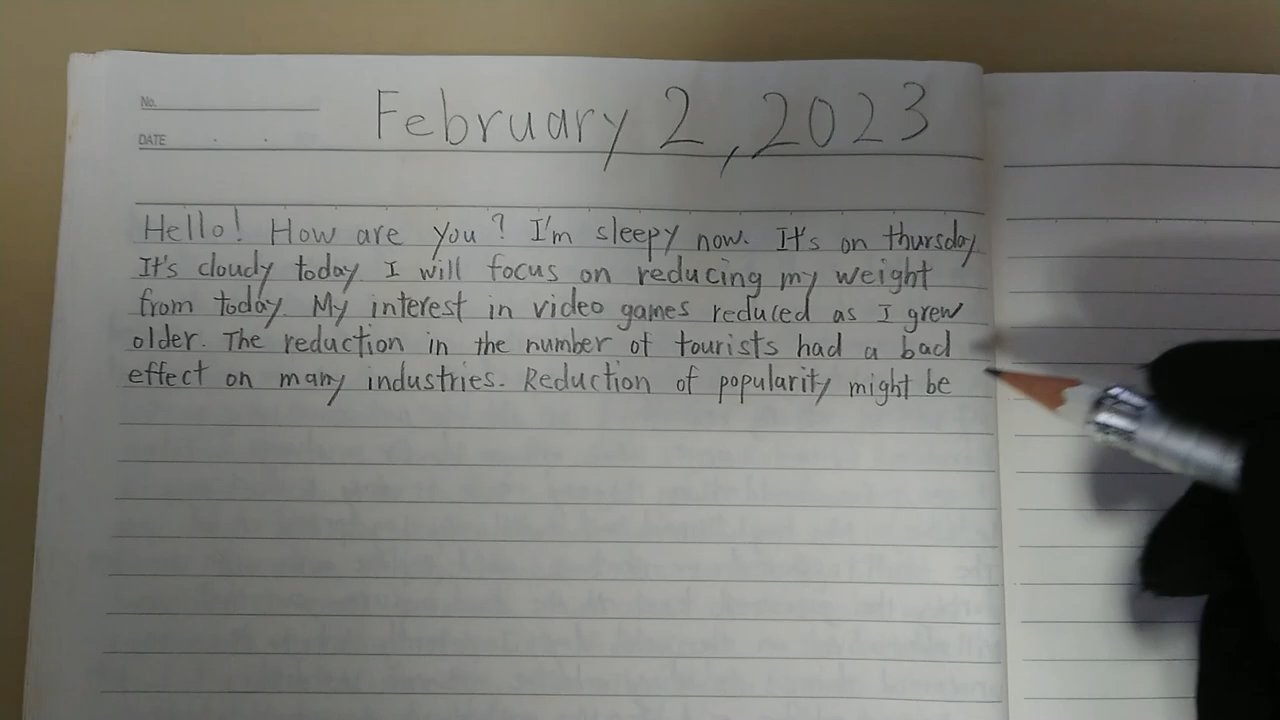 No.
DATE . .
February 2, 2023
Hello! How are you? I'm sleepy now. It's on thursday
It's cloudy today I will focus on reducing my weight
from today. My interest in video games reduced as I grew
older. The reduction in the number of tourists had a bad
effect on many industries. Reduction of popularity might be